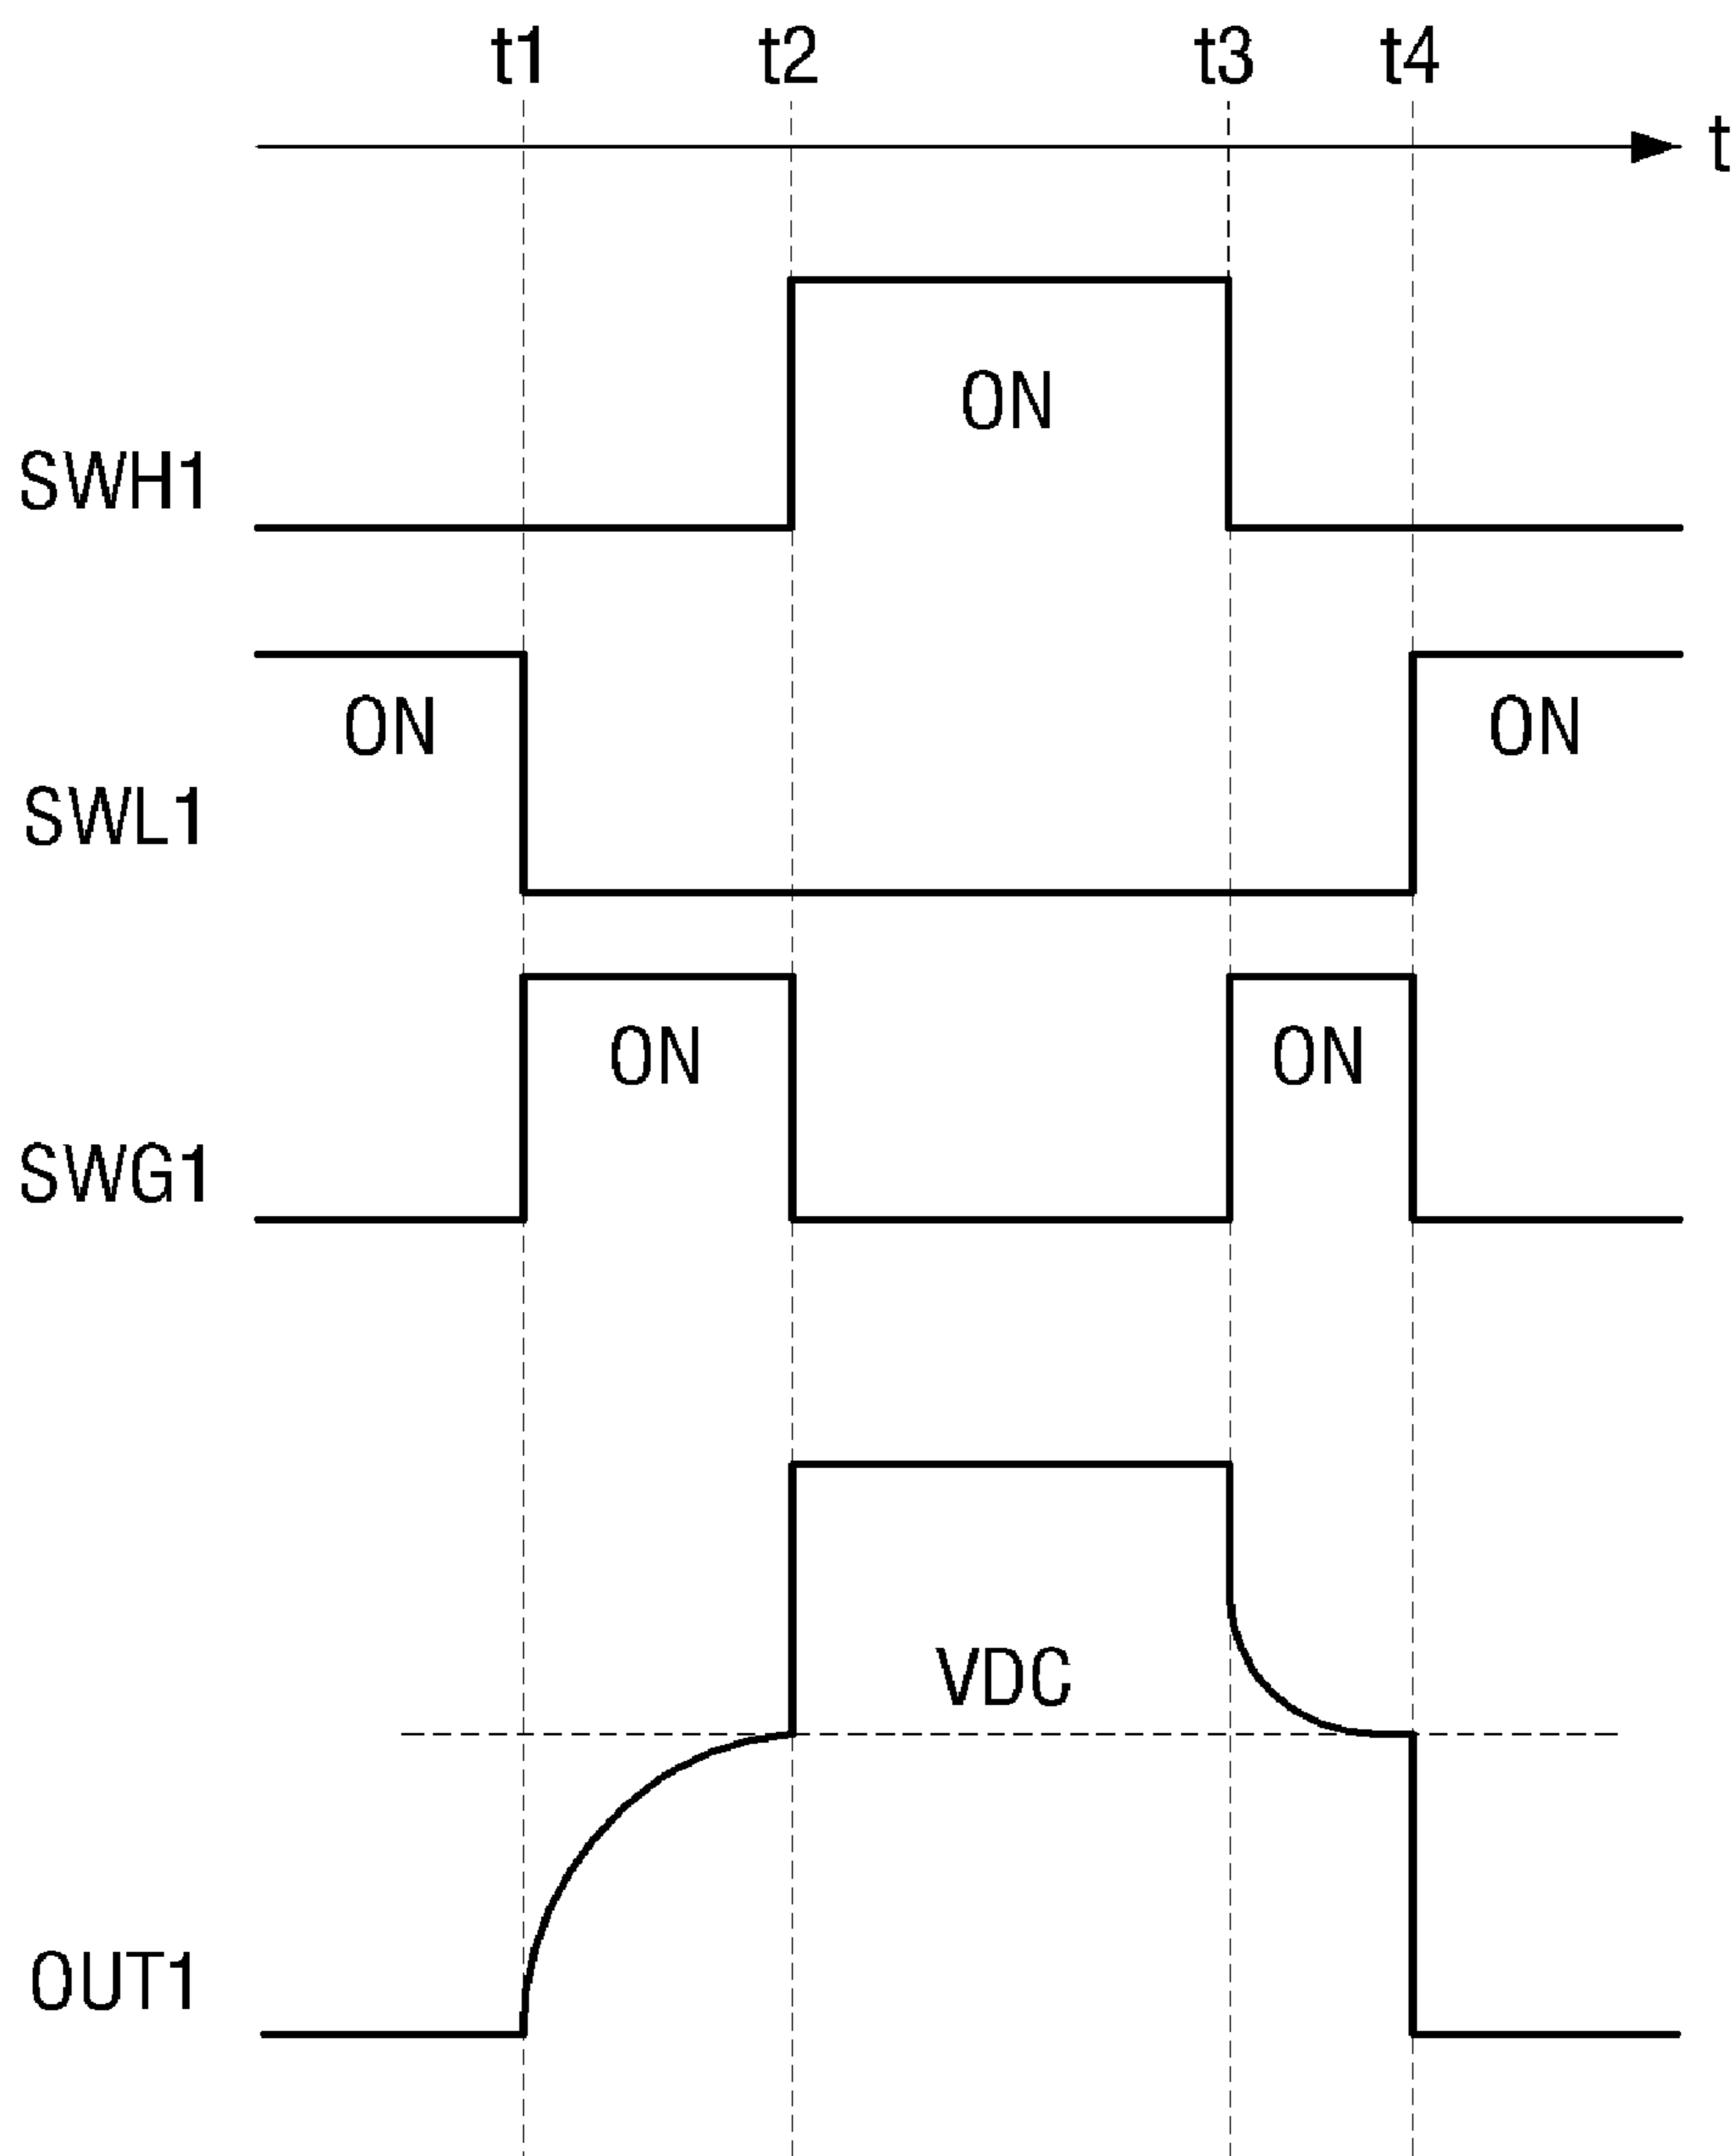 t1 t2 t3 t4
t
ON
SWH1
ON ON
SWL1
ON ON
SWG1
VDC
OUT1